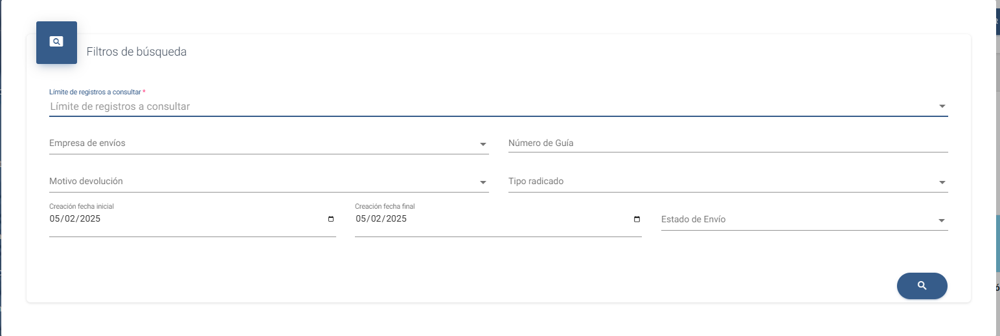 Filtros de búsqueda
Límite de registros a consultar *
Límite de registros a consultar
Empresa de envíos
Número de Guía
Motivo devolución
Tipo radicado
Creación fecha inicial
Creación fecha final
05/02/2025
05/02/2025
Estado de Envío